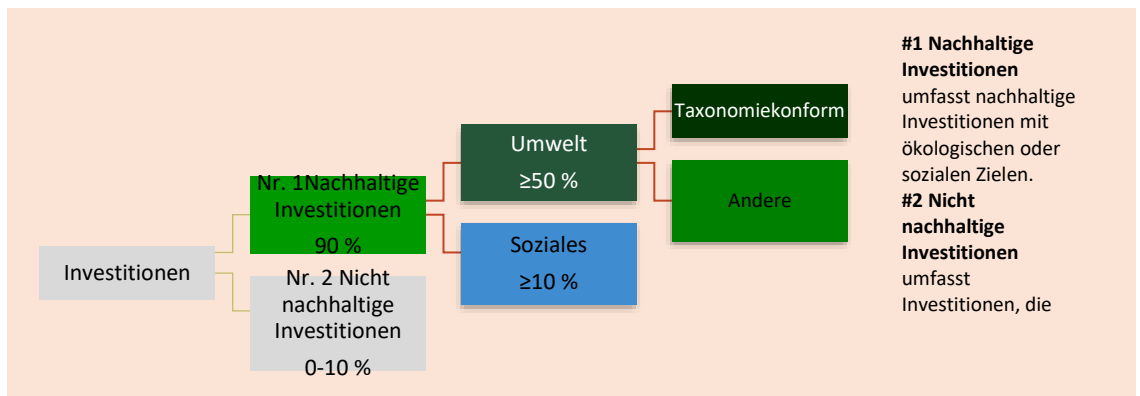 Investitionen
Nr. 1Nachhaltige
Investitionen
90 %
Nr. 2 Nicht
nachhaltige
Investitionen
0-10 %
Umwelt
≥50 %
Soziales
≥10 %
Taxonomiekonform
Andere
#1 Nachhaltige
Investitionen
umfasst nachhaltige
Investitionen mit
ökologischen oder
sozialen Zielen.
#2 Nicht
nachhaltige
Investitionen
umfasst
Investitionen, die